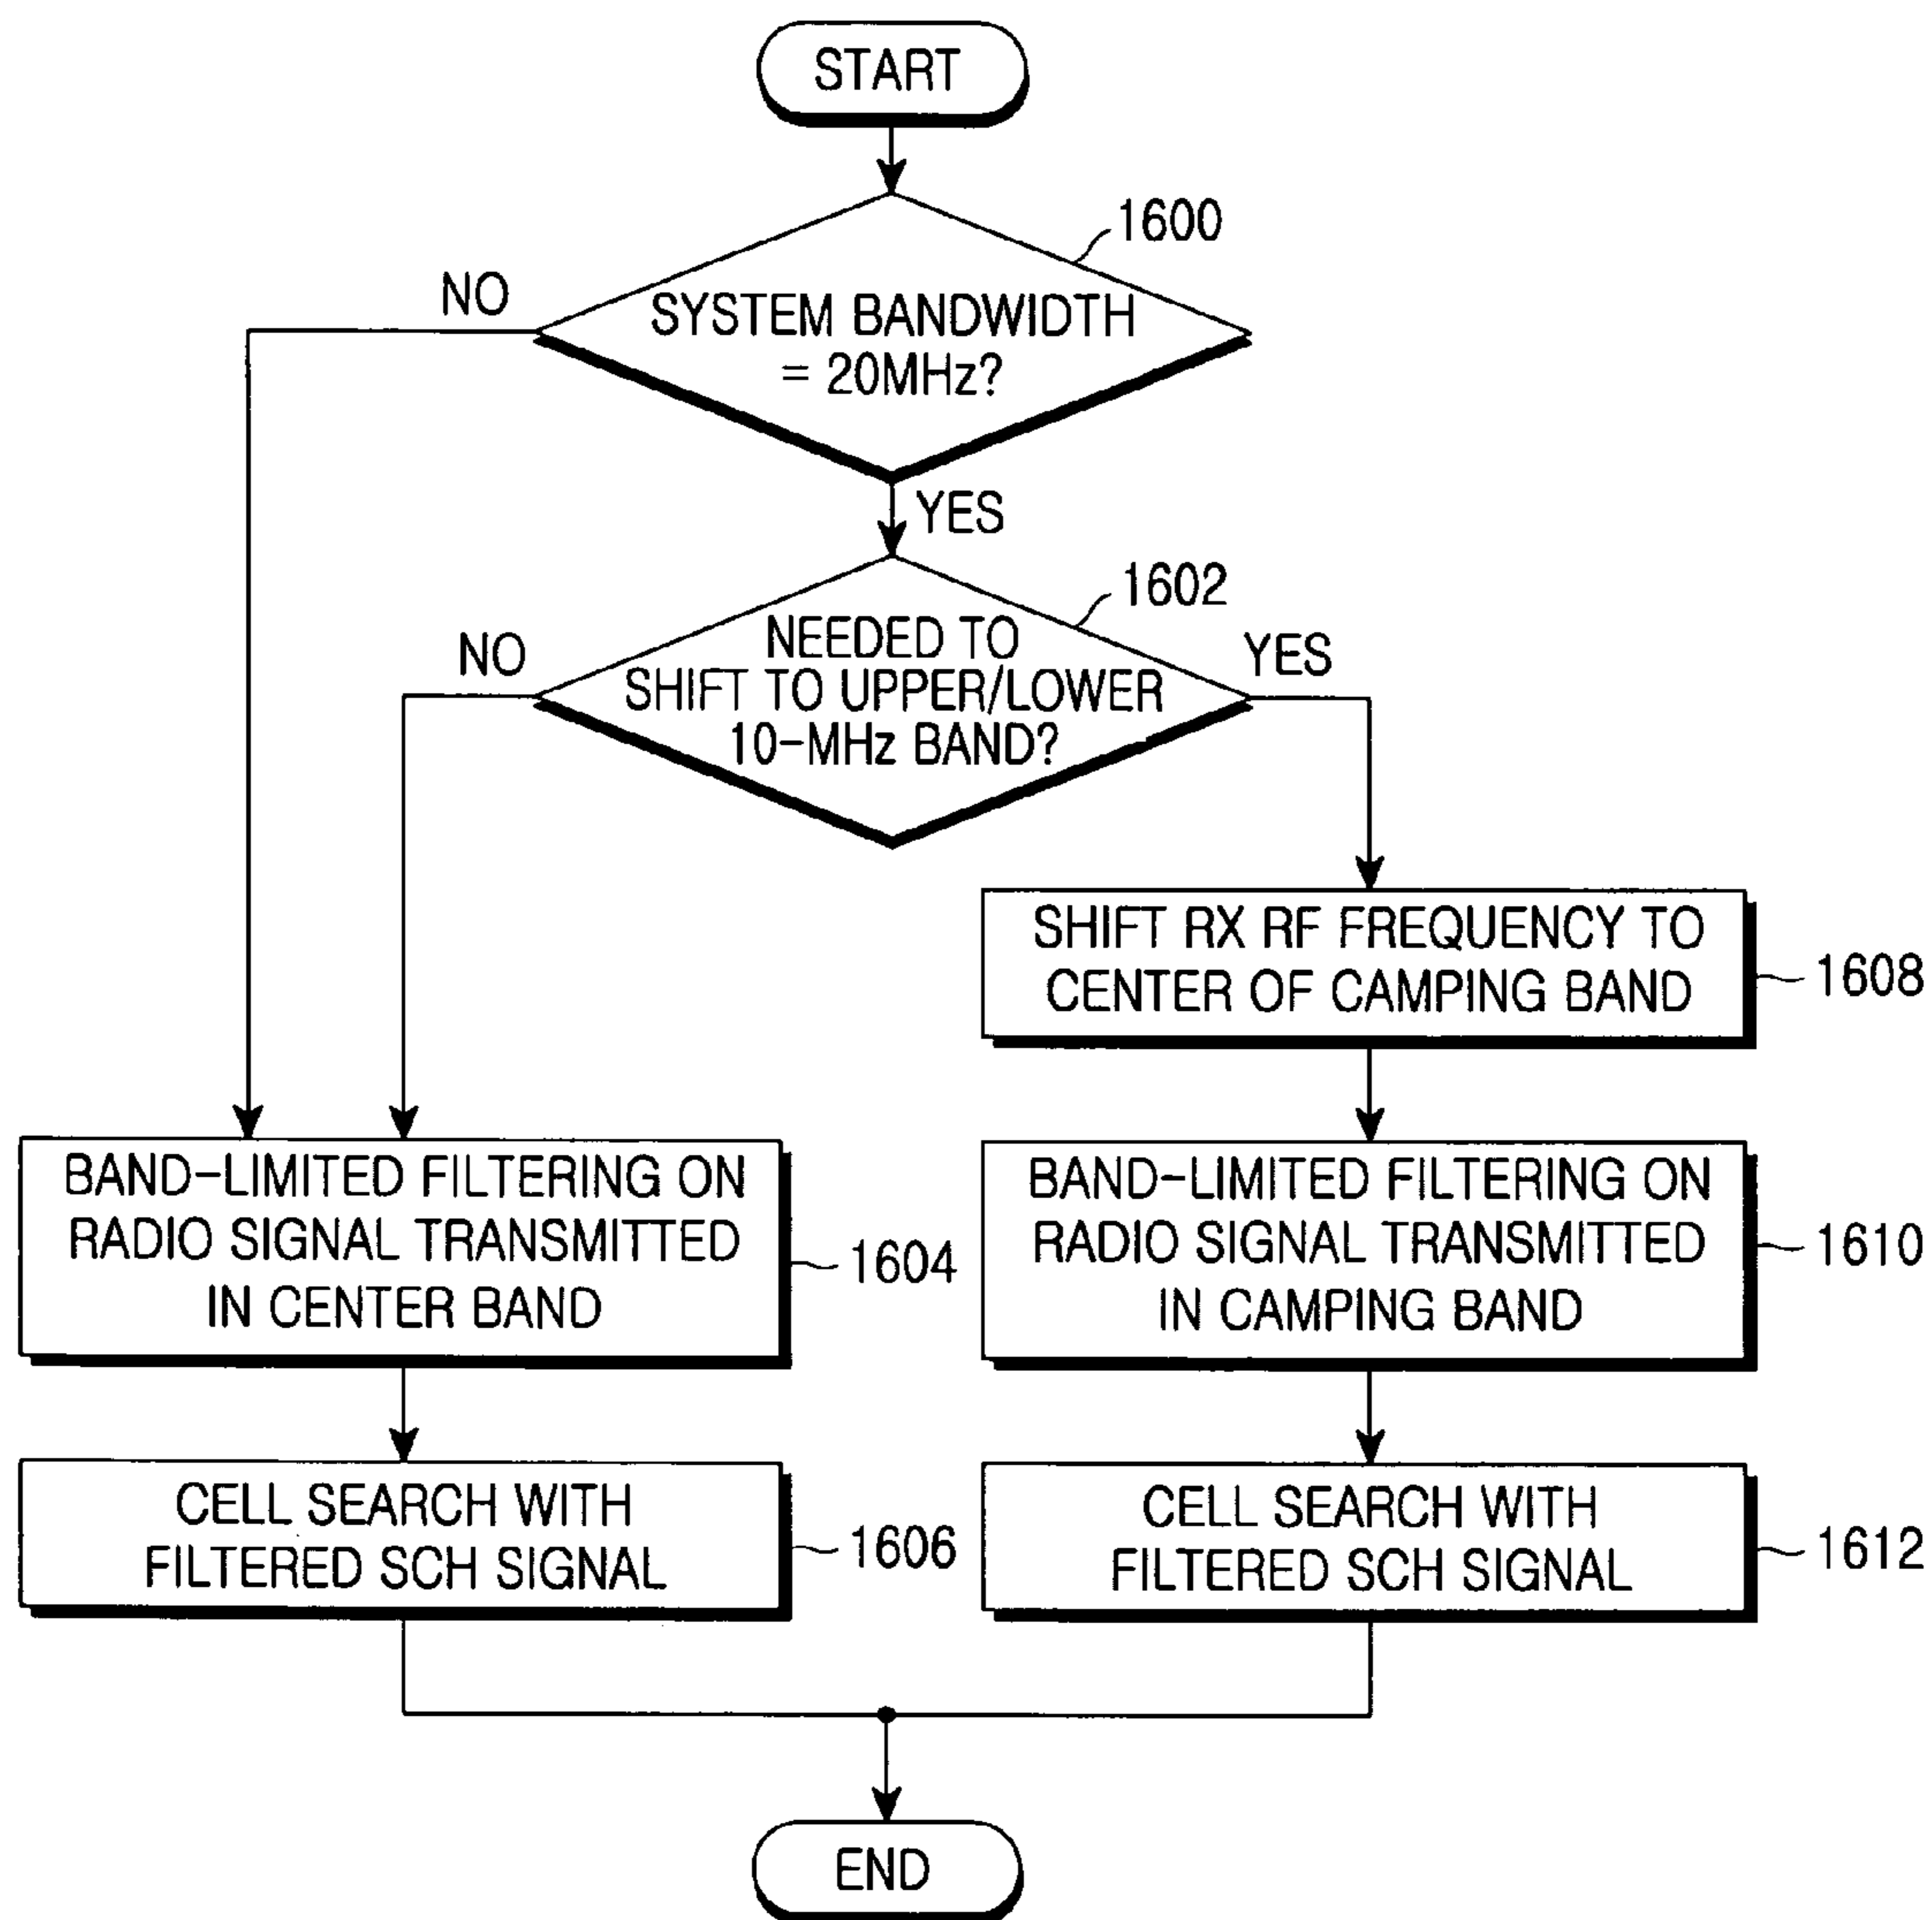 START
1600
NO
SYSTEM BANDWIDTH
= 20MHz?
YES
1602
NO
NEEDED TO
SHIFT TO UPPER/LOWER
10-MHz BAND?
YES
SHIFT RX RF FREQUENCY TO
CENTER OF CAMPING BAND
1608
BAND-LIMITED FILTERING ON
RADIO SIGNAL TRANSMITTED
IN CENTER BAND
1604
BAND-LIMITED FILTERING ON
RADIO SIGNAL TRANSMITTED
IN CAMPING BAND
1610
CELL SEARCH WITH
FILTERED SCH SIGNAL
1606
CELL SEARCH WITH
FILTERED SCH SIGNAL
1612
END